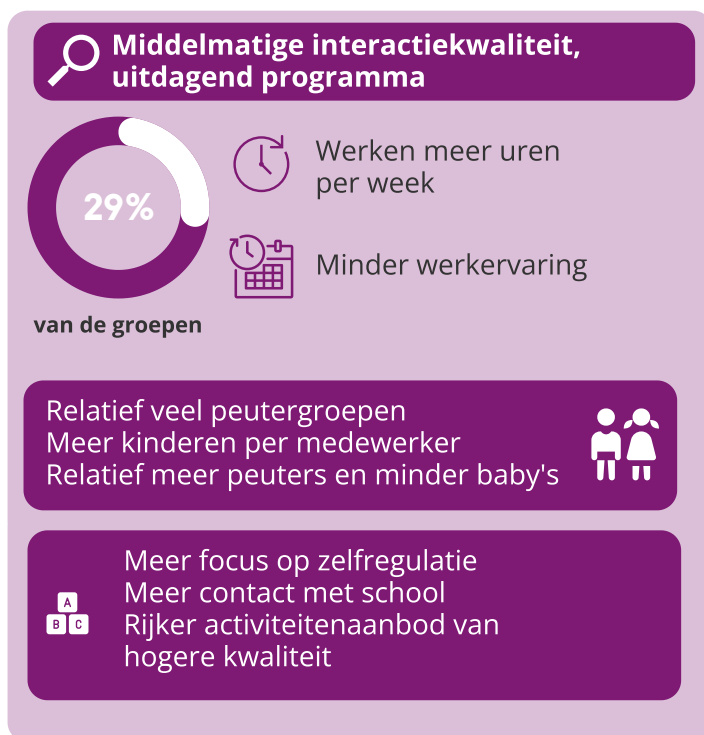 Middelmatige interactiekwaliteit,
uitdagend programma
29%
van de groepen
Werken meer uren
per week
Minder werkervaring
Relatief veel peutergroepen
Meer kinderen per medewerker
Relatief meer peuters en minder baby's
A
B C
Meer focus op zelfregulatie
Meer contact met school
Rijker activiteitenaanbod van
hogere kwaliteit